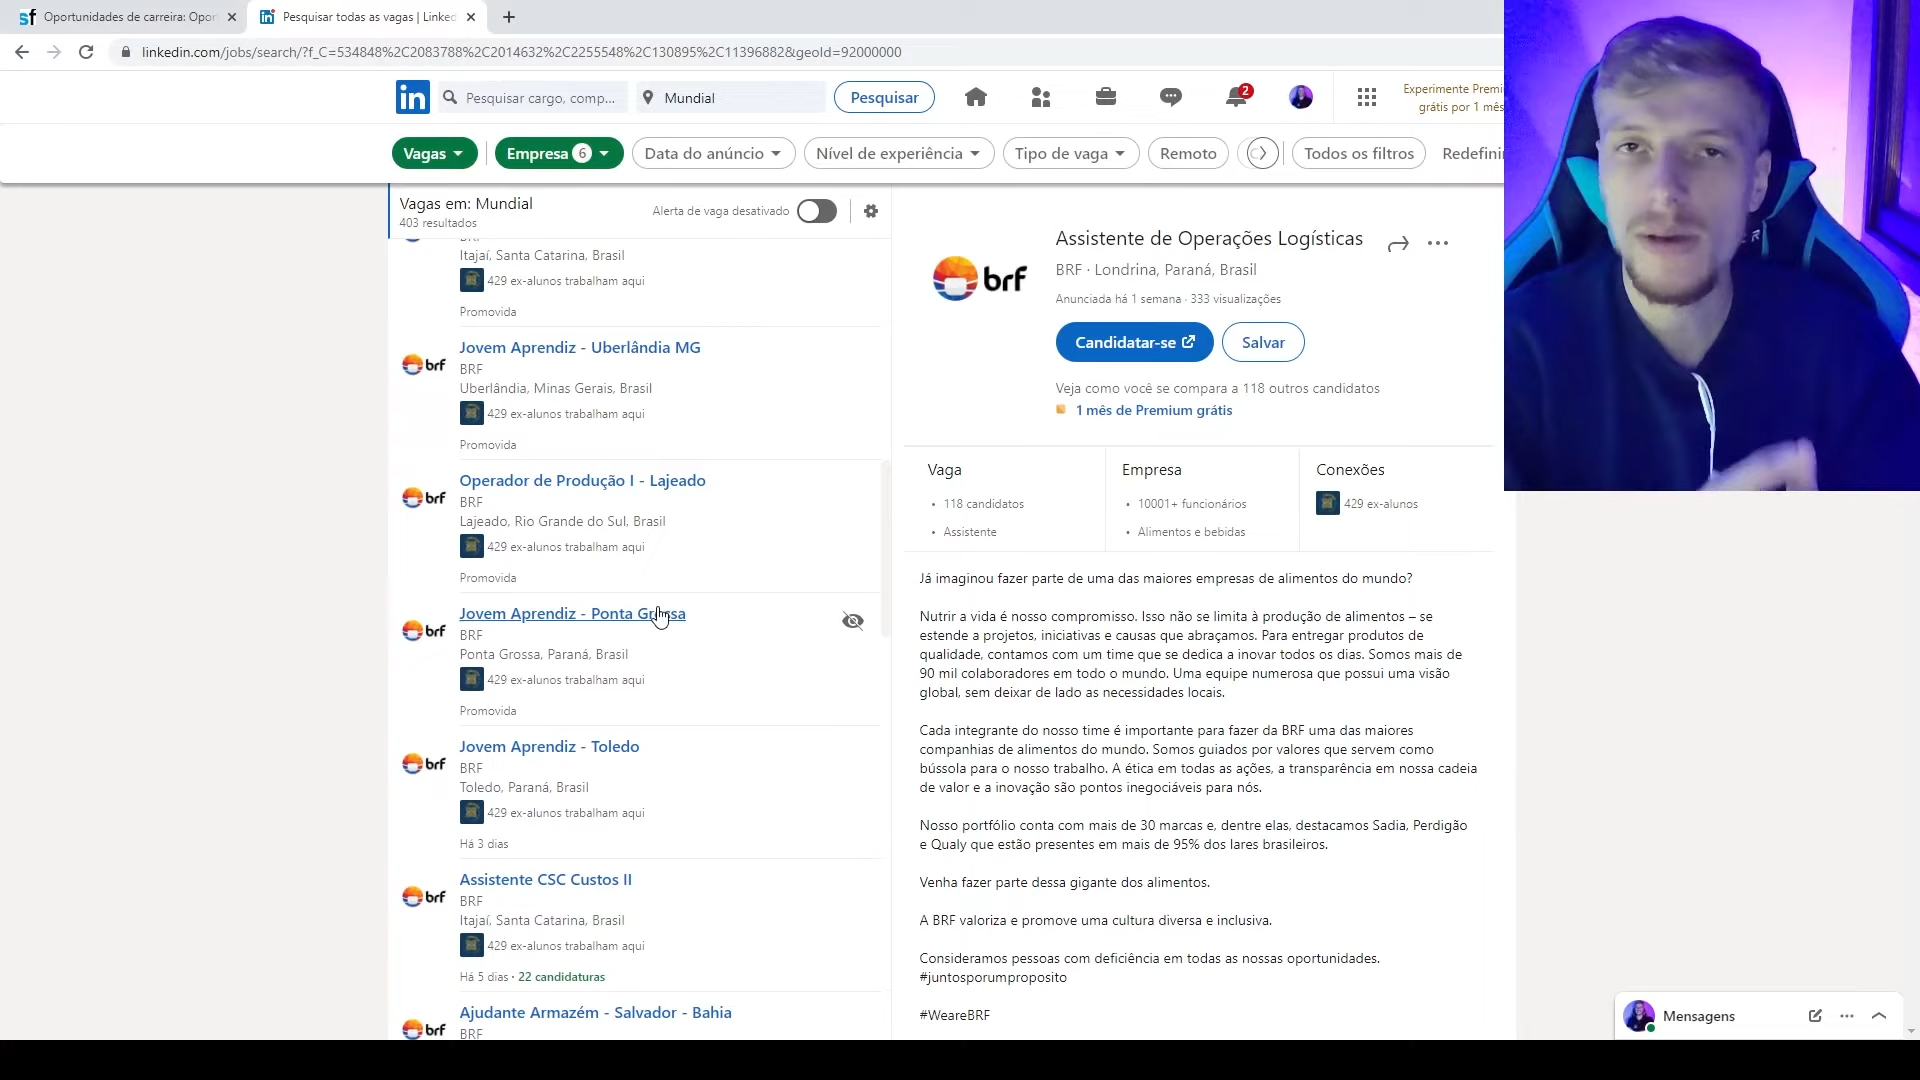 Oportunidades de carreira: Opor
Pesquisar todas as vagas | Linked
linkedin.com/jobs/search/?f_C=534848%2C2083788%2C2014632%2C2255548%2C130895%2C11396882&geoId=92000000
in
Pesquisar cargo, comp...
Mundial
Pesquisar
2
Experimente Premi
grátis por 1 mês
Vagas
Empresa 6
Data do anúncio
Nível de experiência
Tipo de vaga
Remoto
Todos os filtros
Redefini
Vagas em: Mundial
403 resultados
Alerta de vaga desativado
BRF
Itajaí, Santa Catarina, Brasil
429 ex-alunos trabalham aqui
Promovida
brf
Jovem Aprendiz - Uberlândia MG
BRF
Uberlândia, Minas Gerais, Brasil
429 ex-alunos trabalham aqui
Promovida
brf
Operador de Produção I - Lajeado
BRF
Lajeado, Rio Grande do Sul, Brasil
429 ex-alunos trabalham aqui
Promovida
brf
Jovem Aprendiz - Ponta Grossa
BRF
Ponta Grossa, Paraná, Brasil
429 ex-alunos trabalham aqui
Promovida
brf
Jovem Aprendiz - Toledo
BRF
Toledo, Paraná, Brasil
429 ex-alunos trabalham aqui
Há 3 dias
brf
Assistente CSC Custos II
BRF
Itajaí, Santa Catarina, Brasil
429 ex-alunos trabalham aqui
Há 5 dias · 22 candidaturas
brf
Ajudante Armazém - Salvador - Bahia
BRF
brf
Assistente de Operações Logísticas
BRF · Londrina, Paraná, Brasil
Anunciada há 1 semana · 333 visualizações
Candidatar-se
Salvar
Veja como você se compara a 118 outros candidatos
1 mês de Premium grátis
Vaga
• 118 candidatos
• Assistente
Empresa
• 10001+ funcionários
• Alimentos e bebidas
Conexões
429 ex-alunos
Já imaginou fazer parte de uma das maiores empresas de alimentos do mundo?
Nutrir a vida é nosso compromisso. Isso não se limita à produção de alimentos – se
estende a projetos, iniciativas e causas que abraçamos. Para entregar produtos de
qualidade, contamos com um time que se dedica a inovar todos os dias. Somos mais de
90 mil colaboradores em todo o mundo. Uma equipe numerosa que possui uma visão
global, sem deixar de lado as necessidades locais.
Cada integrante do nosso time é importante para fazer da BRF uma das maiores
companhias de alimentos do mundo. Somos guiados por valores que servem como
bússola para o nosso trabalho. A ética em todas as ações, a transparência em nossa cadeia
de valor e a inovação são pontos inegociáveis para nós.
Nosso portfólio conta com mais de 30 marcas e, dentre elas, destacamos Sadia, Perdigão
e Qualy que estão presentes em mais de 95% dos lares brasileiros.
Venha fazer parte dessa gigante dos alimentos.
A BRF valoriza e promove uma cultura diversa e inclusiva.
Consideramos pessoas com deficiência em todas as nossas oportunidades.
#juntosporumproposito
#WeareBRF
Mensagens